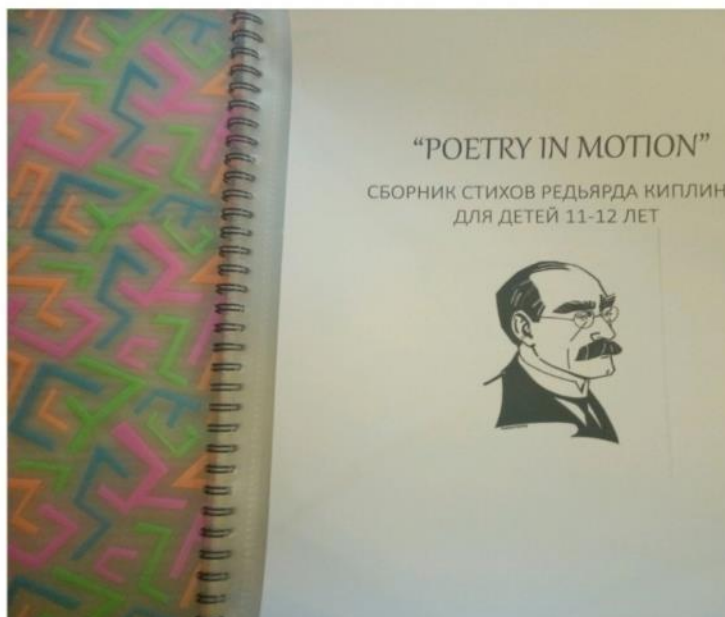 “POETRY IN MOTION”
СБОРНИК СТИХОВ РЕДЬЯРДА КИПЛИН
ДЛЯ ДЕТЕЙ 11-12 ЛЕТ